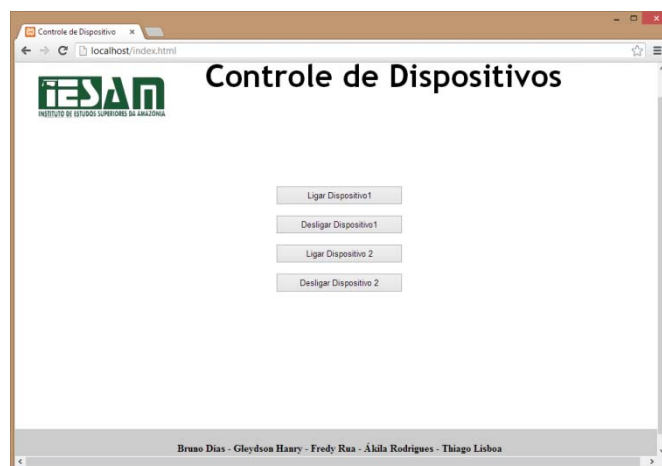 Controle de Dispositivo
localhost/index.html
IESAM
INSTITUTO DE ESTUDOS SUPERIORES DA AMAZONIA
Controle de Dispositivos
Ligar Dispositivo1
Desligar Dispositivo1
Ligar Dispositivo 2
Desligar Dispositivo 2
Bruno Dias - Gleydson Hanry - Fredy Rua - Ákila Rodrigues - Thiago Lisboa